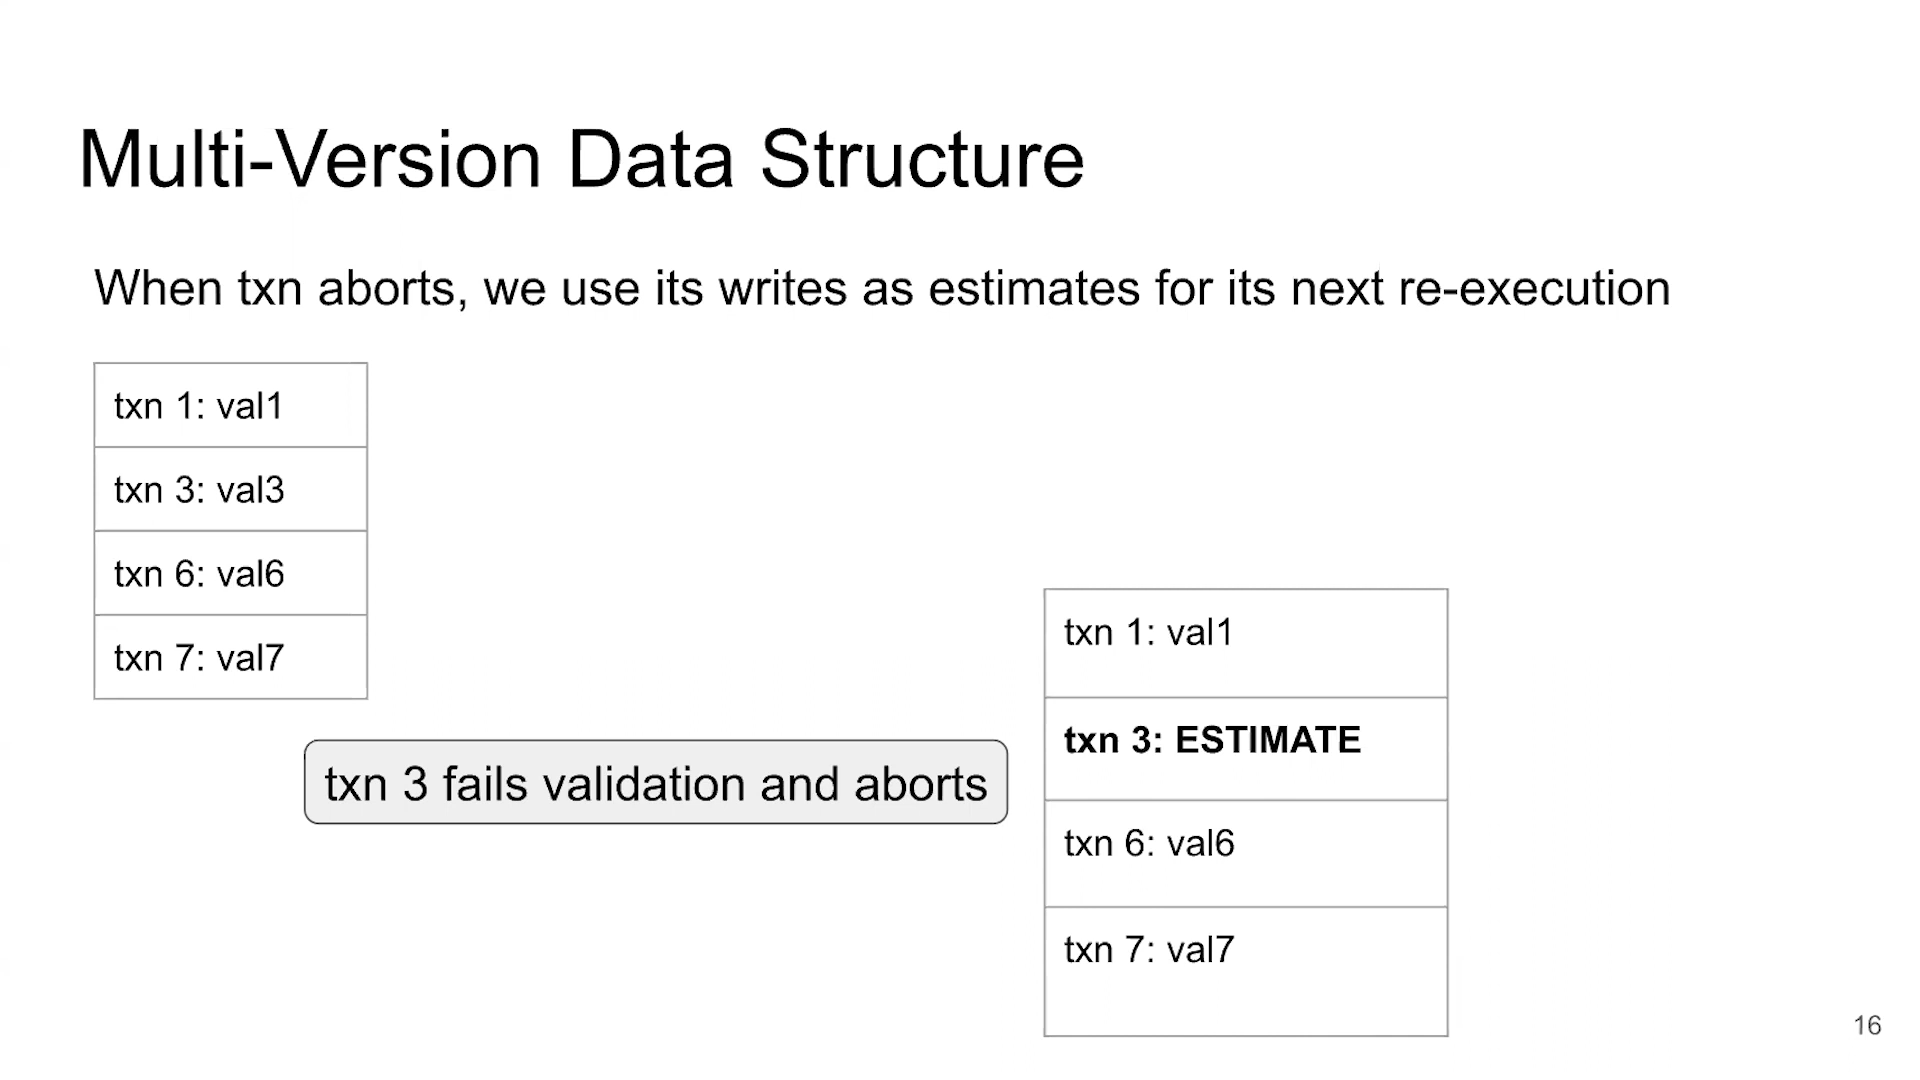 Multi-Version Data Structure
When txn aborts, we use its writes as estimates for its next re-execution
txn 1: val1
txn 3: val3
txn 6: val6
txn 7: val7
txn 3 fails validation and aborts
txn 1: val1
txn 3: ESTIMATE
txn 6: val6
txn 7: val7
16